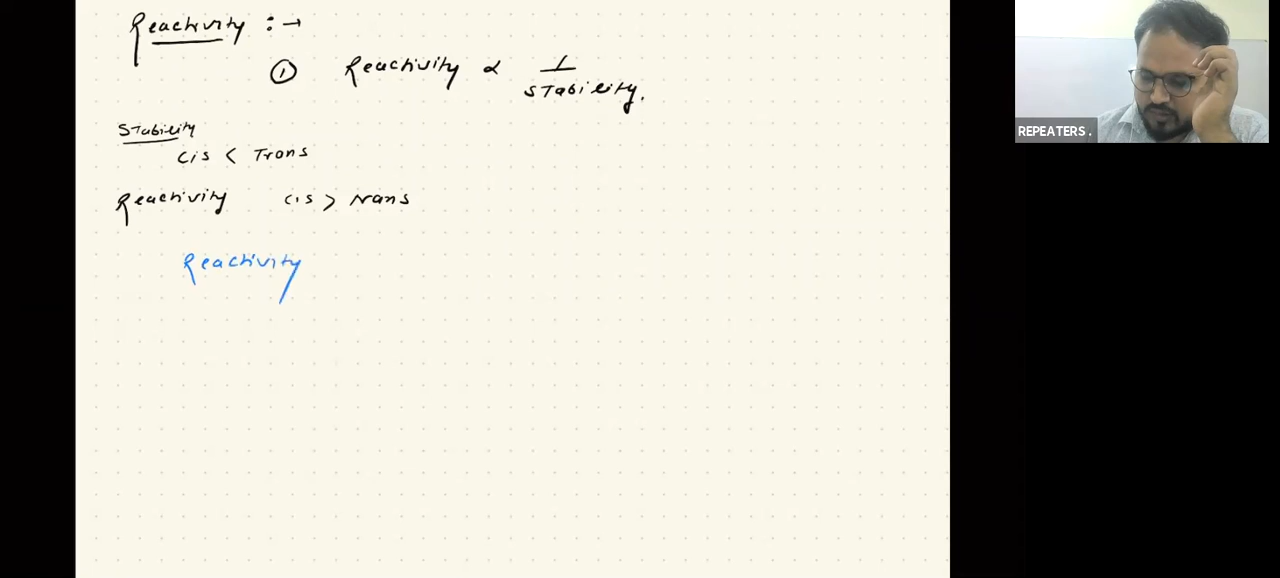 Reactivity :→
① Reactivity ∝ 1/stability.
Stability
Cis < Trans
Reactivity cis > trans
Reactivity
REPEATERS .